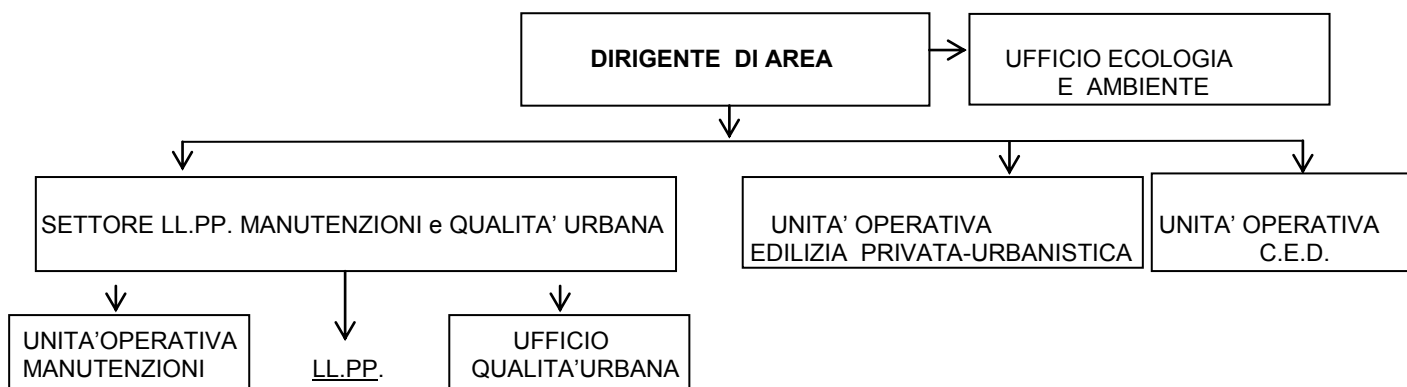 DIRIGENTE DI AREA
UFFICIO ECOLOGIA
E AMBIENTE
SETTORE LL.PP. MANUTENZIONI e QUALITA' URBANA
UNITA' OPERATIVA
EDILIZIA PRIVATA-URBANISTICA
UNITA' OPERATIVA
C.E.D.
UNITA'OPERATIVA
MANUTENZIONI
LL.PP.
UFFICIO
QUALITA'URBANA